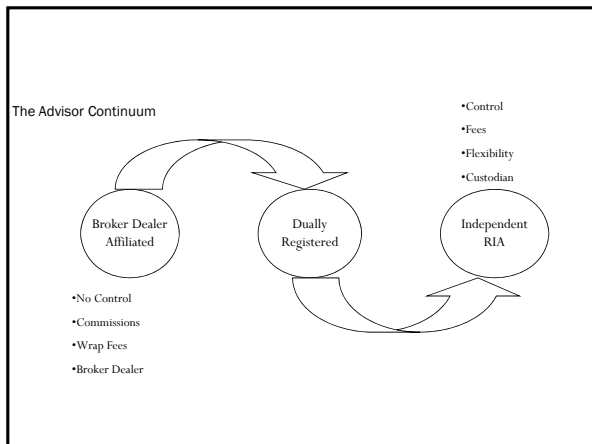 The Advisor Continuum
•Control
•Fees
•Flexibility
•Custodian
Broker Dealer
Affiliated
Dually
Registered
Independent
RIA
•No Control
•Commissions
•Wrap Fees
•Broker Dealer